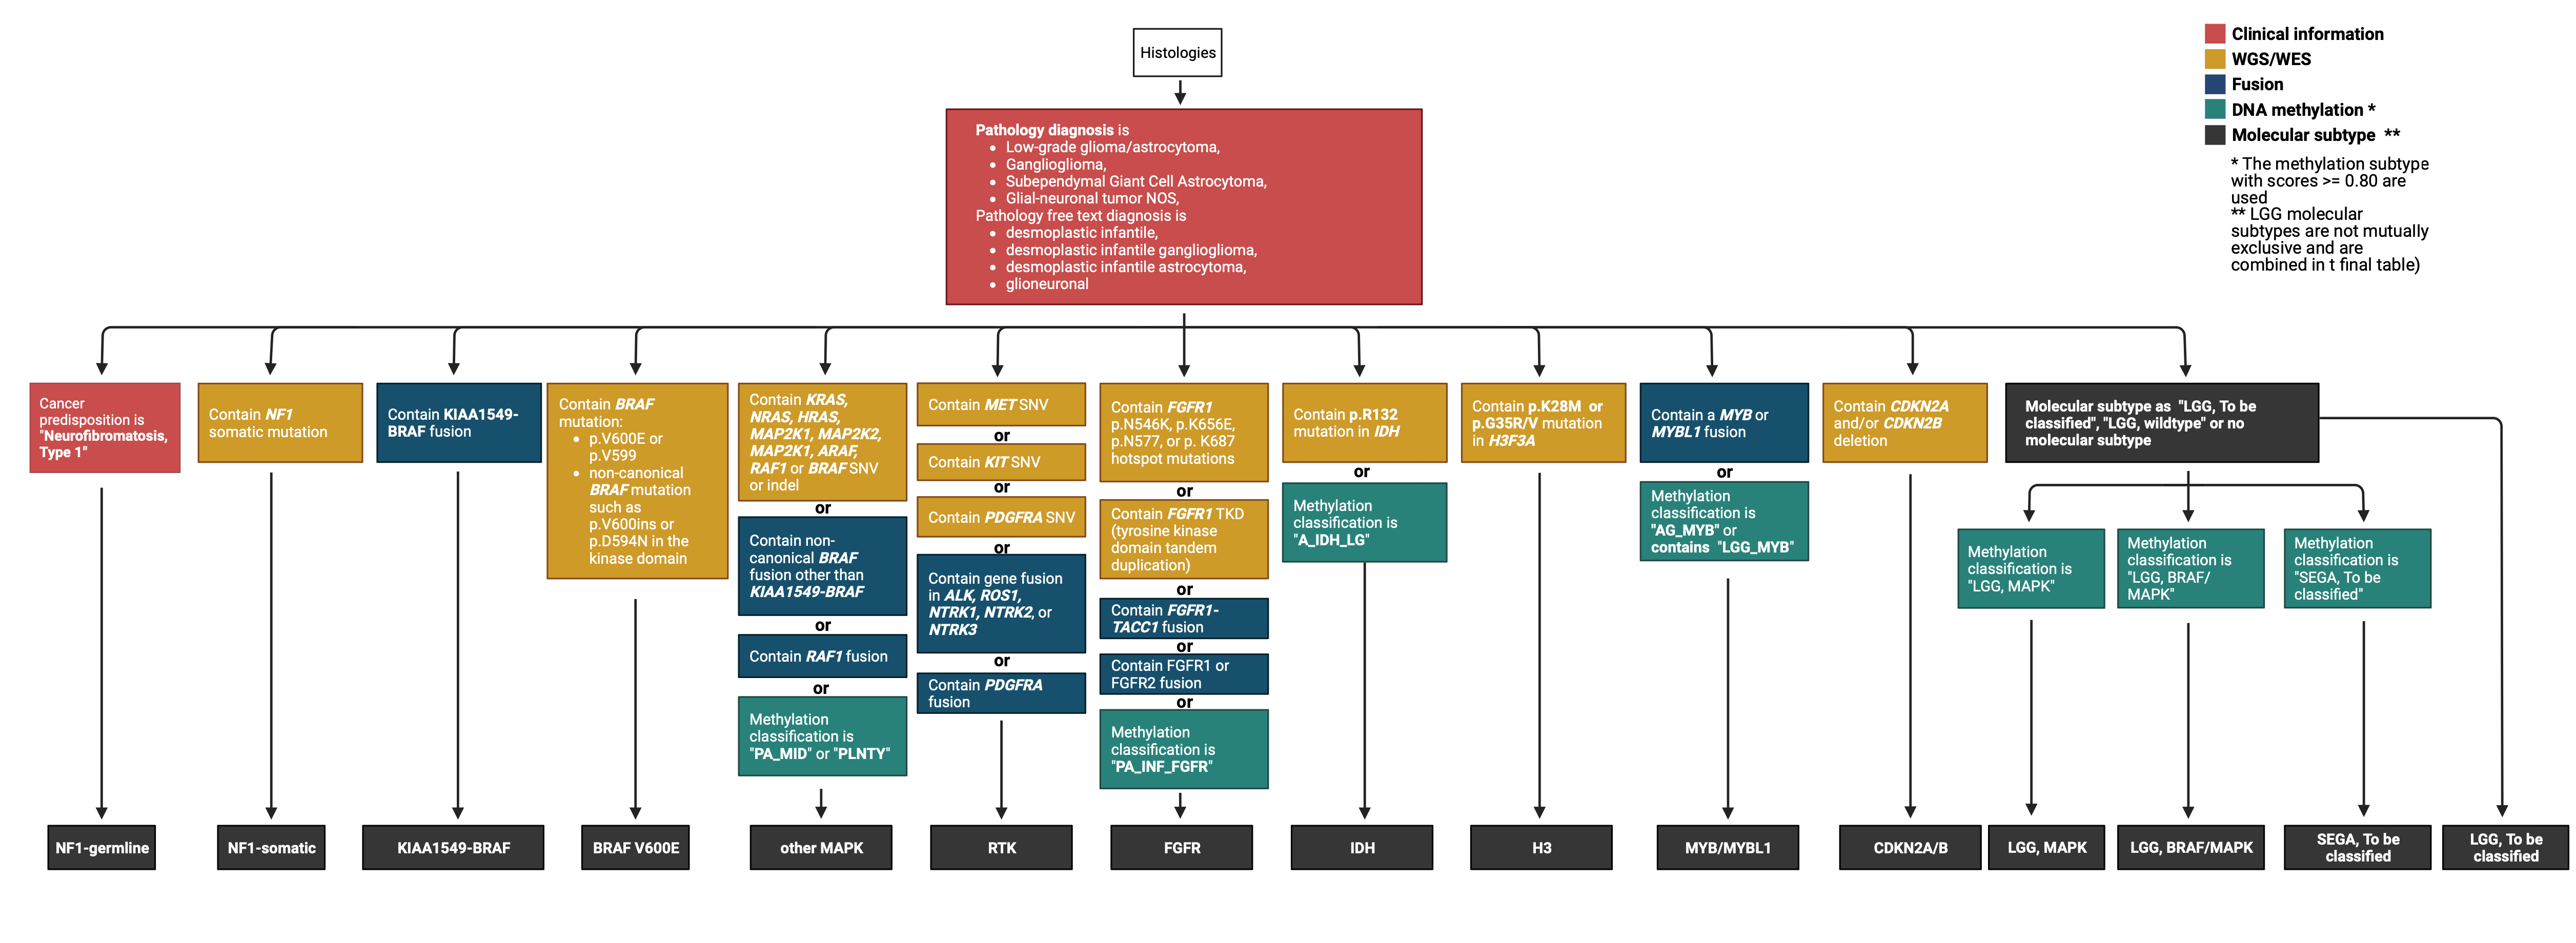 Histologies
Clinical information
WGS/WES
Fusion
DNA methylation *
Molecular subtype **
* The methylation subtype
with scores >= 0.80 are
used
** LGG molecular
subtypes are not mutually
exclusive and are
combined in t final table)
Pathology diagnosis is
• Low-grade glioma/astrocytoma,
• Ganglioglioma,
• Subependymal Giant Cell Astrocytoma,
• Glial-neuronal tumor NOS,
Pathology free text diagnosis is
• desmoplastic infantile,
• desmoplastic infantile ganglioglioma,
• desmoplastic infantile astrocytoma,
• glioneuronal
Cancer
predisposition is
"Neurofibromatosis,
Type 1"
Contain NF1
somatic mutation
Contain KIAA1549-
BRAF fusion
Contain BRAF
mutation:
• p.V600E or
p.V599
• non-canonical
BRAF mutation
such as
p.V600ins or
p.D594N in the
kinase domain
Contain KRAS,
NRAS, HRAS,
MAP2K1, MAP2K2,
MAP2K1, ARAF,
RAF1 or BRAF SNV
or indel
or
Contain non-
canonical BRAF
fusion other than
KIAA1549-BRAF
or
Contain RAF1 fusion
or
Methylation
classification is
"PA_MID" or "PLNTY"
Contain MET SNV
or
Contain KIT SNV
or
Contain PDGFRA SNV
or
Contain gene fusion
in ALK, ROS1,
NTRK1, NTRK2, or
NTRK3
or
Contain PDGFRA
fusion
Contain FGFR1
p.N546K, p.K656E,
p.N577, or p. K687
hotspot mutations
or
Contain FGFR1 TKD
(tyrosine kinase
domain tandem
duplication)
or
Contain FGFR1-
TACC1 fusion
or
Contain FGFR1 or
FGFR2 fusion
or
Methylation
classification is
"PA_INF_FGFR"
Contain p.R132
mutation in IDH
or
Methylation
classification is
"A_IDH_LG"
Contain p.K28M or
p.G35R/V mutation
in H3F3A
Contain a MYB or
MYBL1 fusion
or
Methylation
classification is
"AG_MYB" or
contains "LGG_MYB"
Contain CDKN2A
and/or CDKN2B
deletion
Molecular subtype as "LGG, To be
classified", "LGG, wildtype" or no
molecular subtype
Methylation
classification is
"LGG, MAPK"
Methylation
classification is
"LGG, BRAF/
MAPK"
Methylation
classification is
"SEGA, To be
classified"
NF1-germline
NF1-somatic
KIAA1549-BRAF
BRAF V600E
other MAPK
RTK
FGFR
IDH
H3
MYB/MYBL1
CDKN2A/B
LGG, MAPK
LGG, BRAF/MAPK
SEGA, To be
classified
LGG, To be
classified